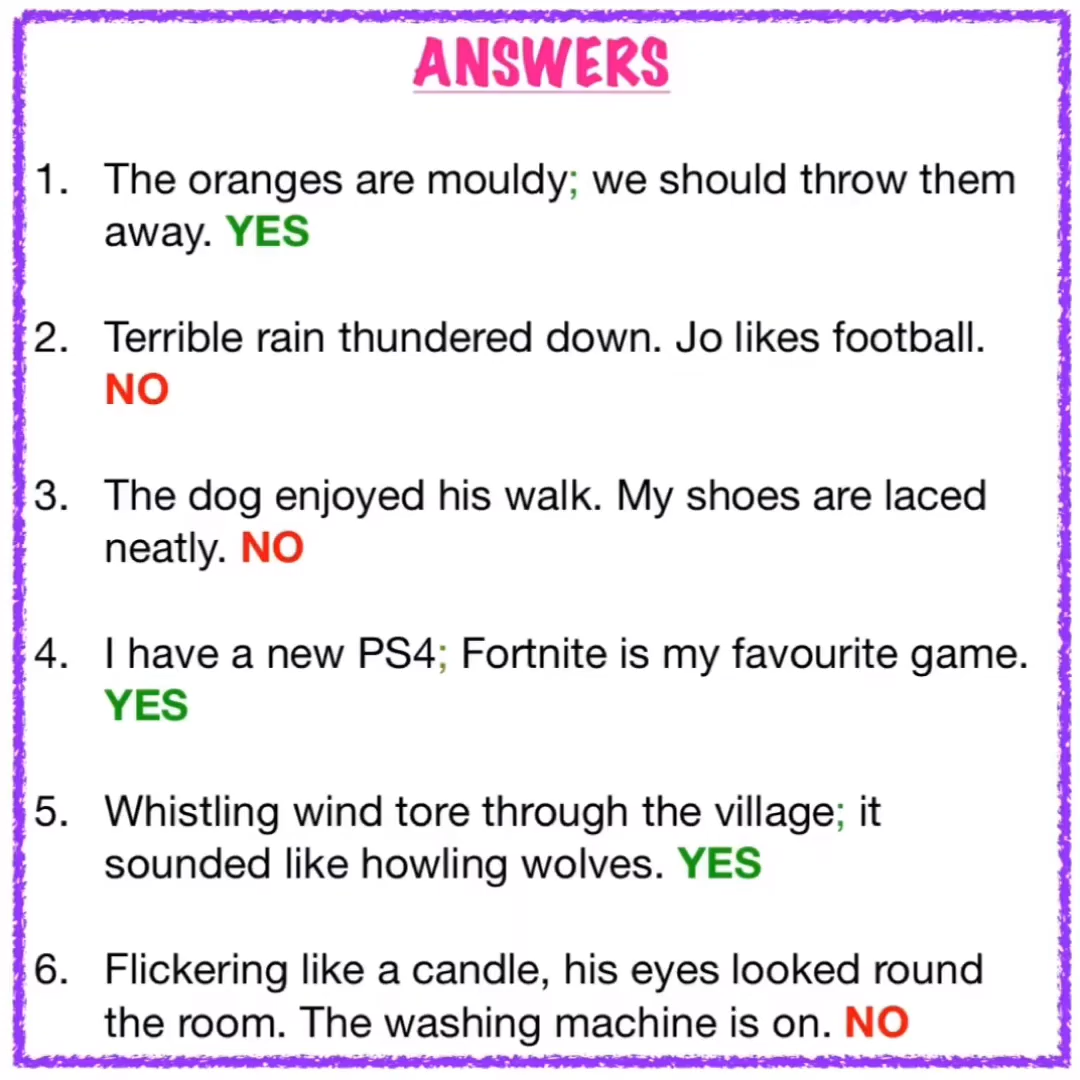 ANSWERS
1. The oranges are mouldy; we should throw them
away. YES
2. Terrible rain thundered down. Jo likes football.
NO
3. The dog enjoyed his walk. My shoes are laced
neatly. NO
4. I have a new PS4; Fortnite is my favourite game.
YES
5. Whistling wind tore through the village; it
sounded like howling wolves. YES
6. Flickering like a candle, his eyes looked round
the room. The washing machine is on. NO